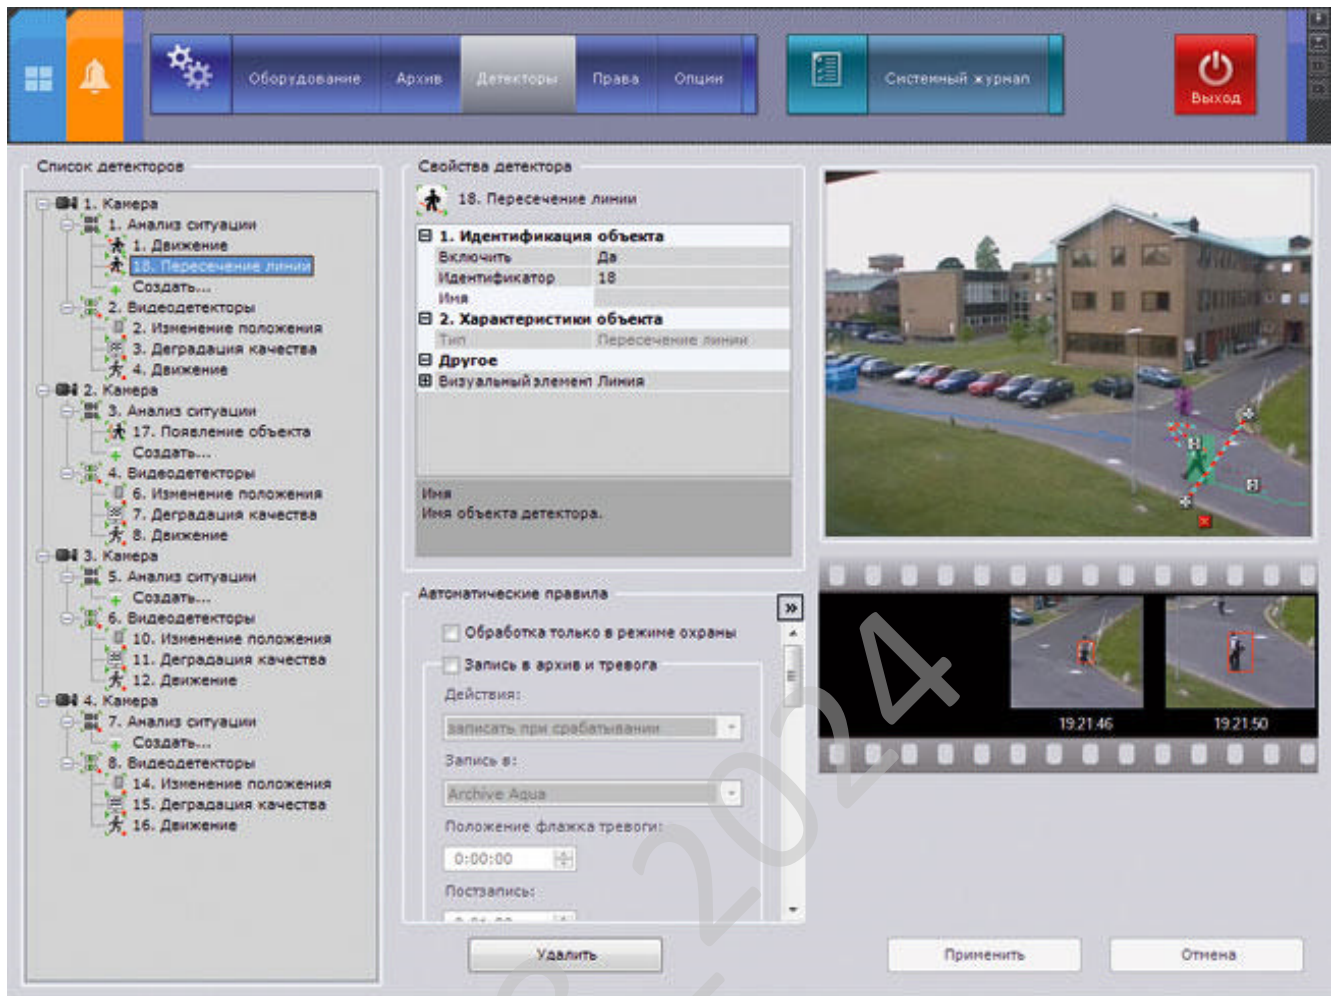 Оборудование
Архив
Детекторы
Права
Опции
Системный журнал
Выход
Список детекторов
1. Камера
1. Анализ ситуации
1. Движение
18. Пересечение линии
Создать...
2. Видеодетекторы
2. Изменение положения
3. Деградация качества
4. Движение
2. Камера
3. Анализ ситуации
17. Появление объекта
Создать...
4. Видеодетекторы
6. Изменение положения
7. Деградация качества
8. Движение
3. Камера
5. Анализ ситуации
Создать...
6. Видеодетекторы
10. Изменение положения
11. Деградация качества
12. Движение
4. Камера
7. Анализ ситуации
Создать...
8. Видеодетекторы
14. Изменение положения
15. Деградация качества
16. Движение
Свойства детектора
18. Пересечение линии
1. Идентификация объекта
Включить Да
Идентификатор 18
Имя
2. Характеристики объекта
Тип Пересечение линии
Другое
Визуальный элемент Линия
Имя
Имя объекта детектора.
Автоматические правила
Обработка только в режиме охраны
Запись в архив и тревога
Действия:
записать при срабатывании
Запись в:
Archive Aqua
Положение флажка тревоги:
0:00:00
Постзапись:
Удалить
19:21:46
19:21:50
Применить
Отмена
2024